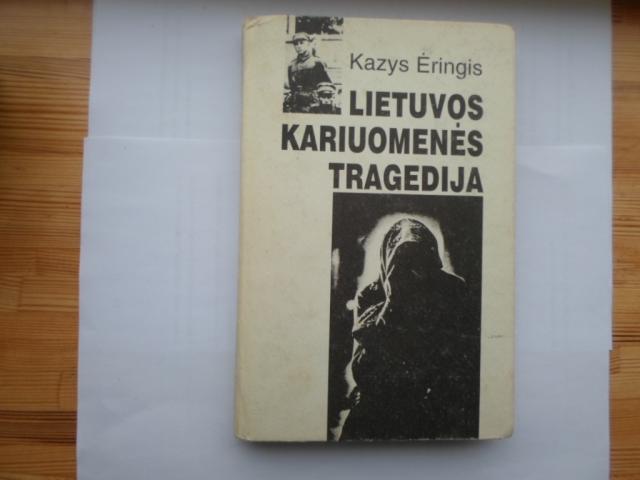 Kazys Ėringis
LIETUVOS
KARIUOMENĖS
TRAGEDIJA